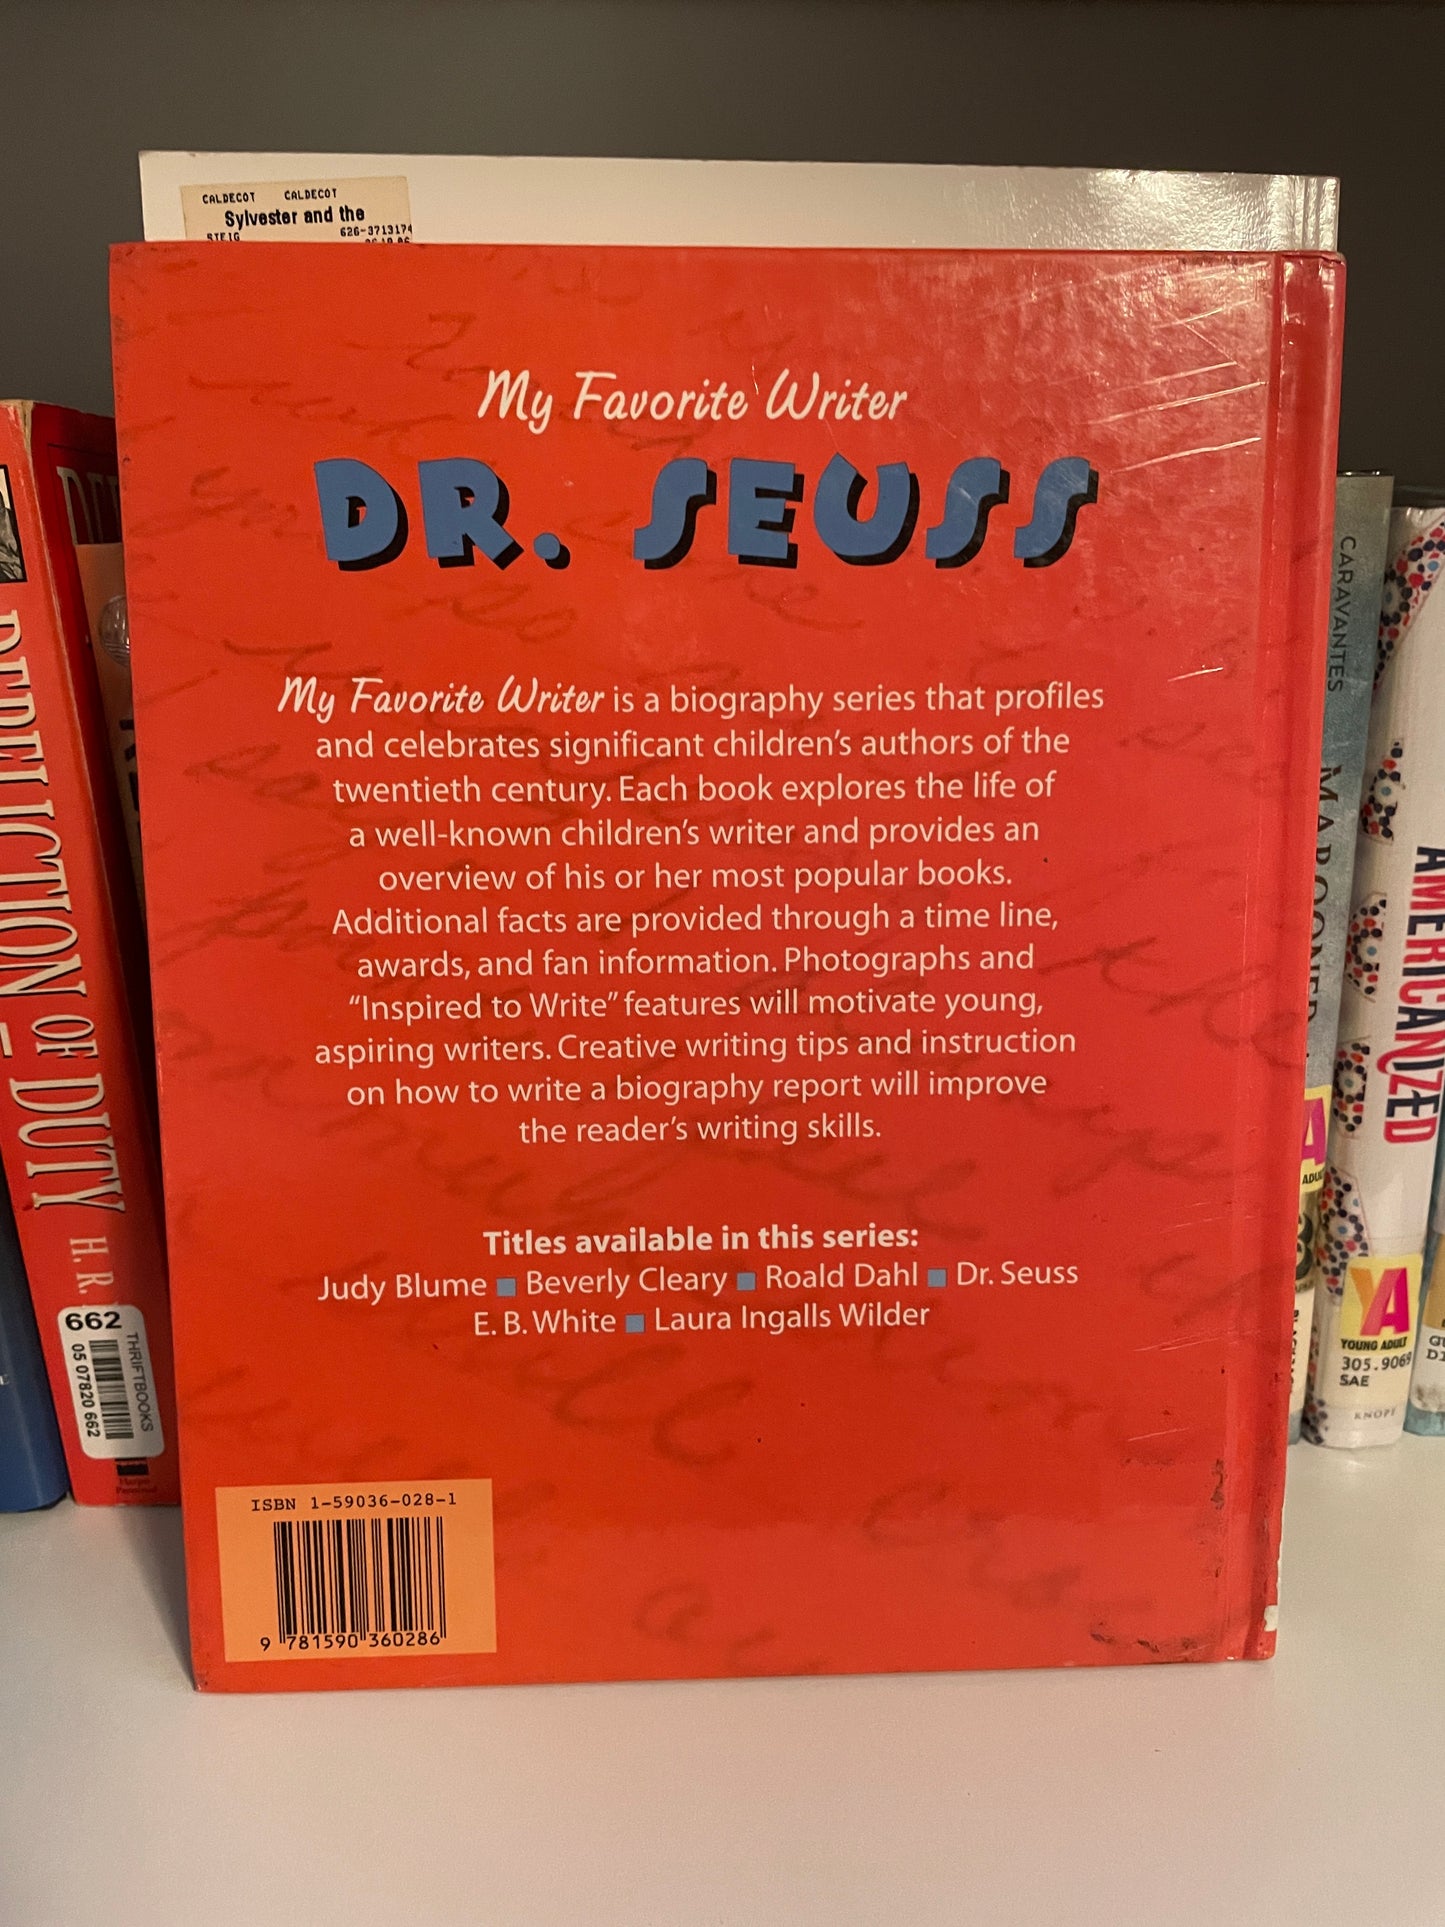 CALDECOT CALDECOT
Sylvester and the
STEIG 626-3713174
My Favorite Writer
DR. SEUSS
My Favorite Writer is a biography series that profiles
and celebrates significant children's authors of the
twentieth century. Each book explores the life of
a well-known children's writer and provides an
overview of his or her most popular books.
Additional facts are provided through a time line,
awards, and fan information. Photographs and
“Inspired to Write” features will motivate young,
aspiring writers. Creative writing tips and instruction
on how to write a biography report will improve
the reader's writing skills.
Titles available in this series:
Judy Blume ■ Beverly Cleary ■ Roald Dahl ■ Dr. Seuss
E. B. White ■ Laura Ingalls Wilder
ISBN 1-59036-028-1
9 781590 360286
DERELICTION OF DUTY H. R.
662
05 07820 662
THRIFTBOOKS
CARAVANTES
MAROONED
AMERICANIZED
YA
YOUNG ADULT
305.9069
SAE
KNOPF